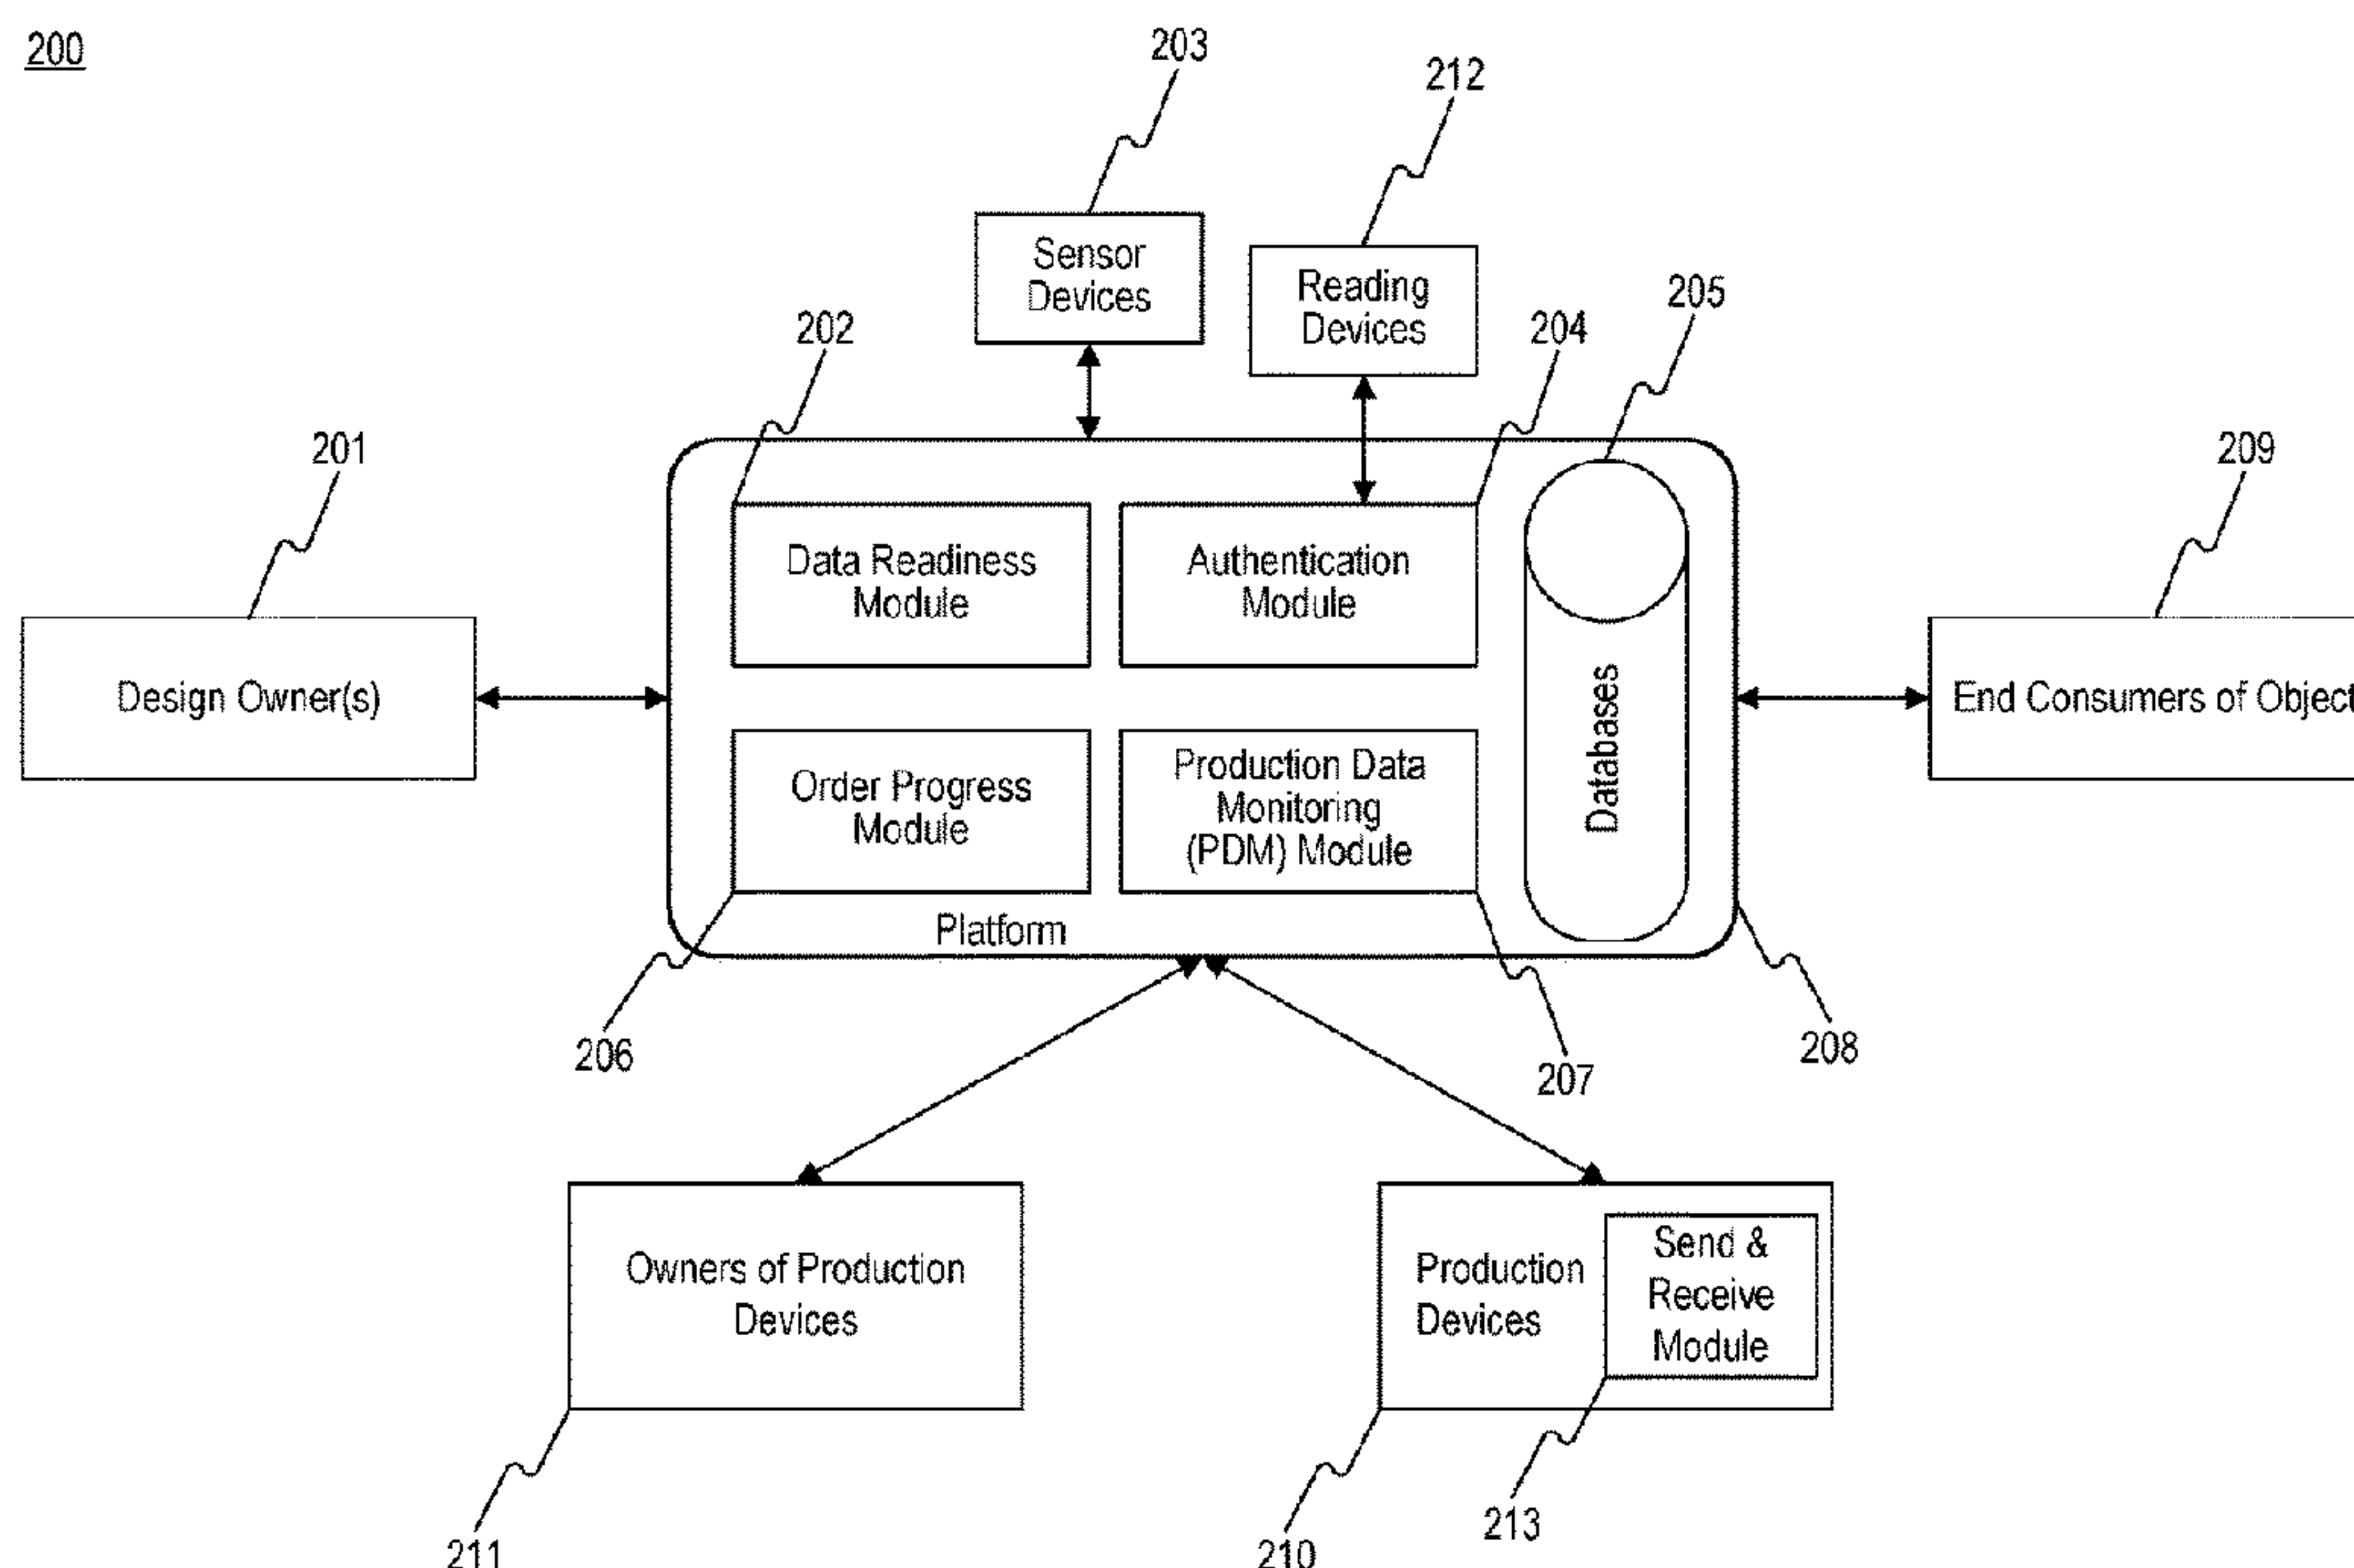 200
203
212
Sensor
Devices
Reading
Devices
205
202
204
201
209
Data Readiness
Module
Authentication
Module
Design Owner(s)
Databases
End Consumers of Object
Order Progress
Module
Production Data
Monitoring
(PDM) Module
Platform
206
207
208
Owners of Production
Devices
Production
Devices
Send &
Receive
Module
211
210
213